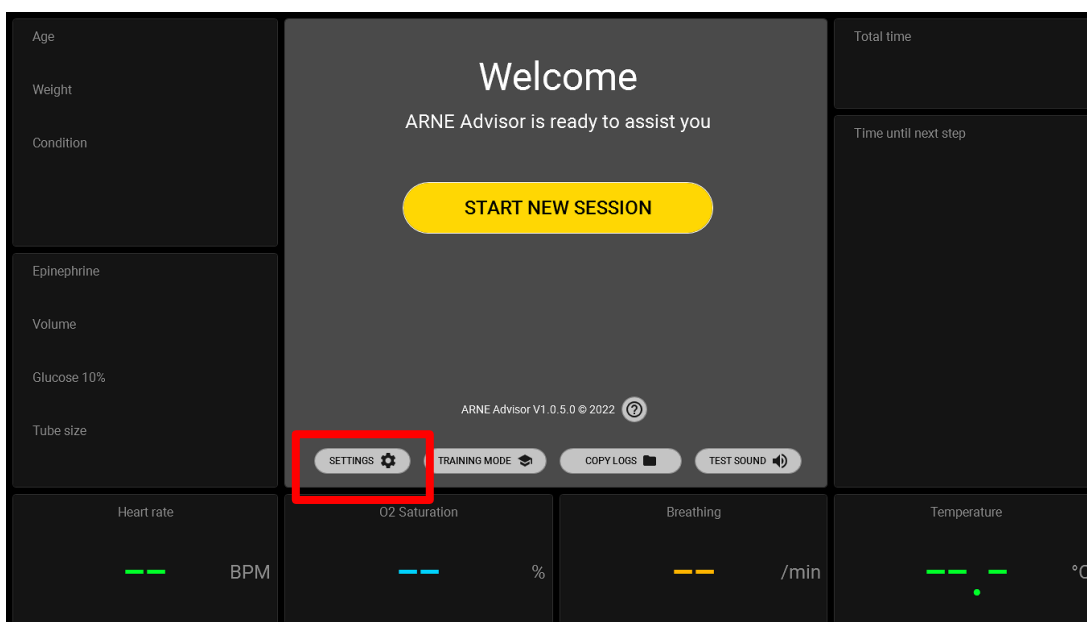 Age
Weight
Condition
Welcome
ARNE Advisor is ready to assist you
START NEW SESSION
Total time
Time until next step
Epinephrine
Volume
Glucose 10%
Tube size
ARNE Advisor V1.0.5.0 © 2022 ?
SETTINGS
TRAINING MODE
COPY LOGS
TEST SOUND
Heart rate
-- BPM
O2 Saturation
-- %
Breathing
-- /min
Temperature
--.- °C